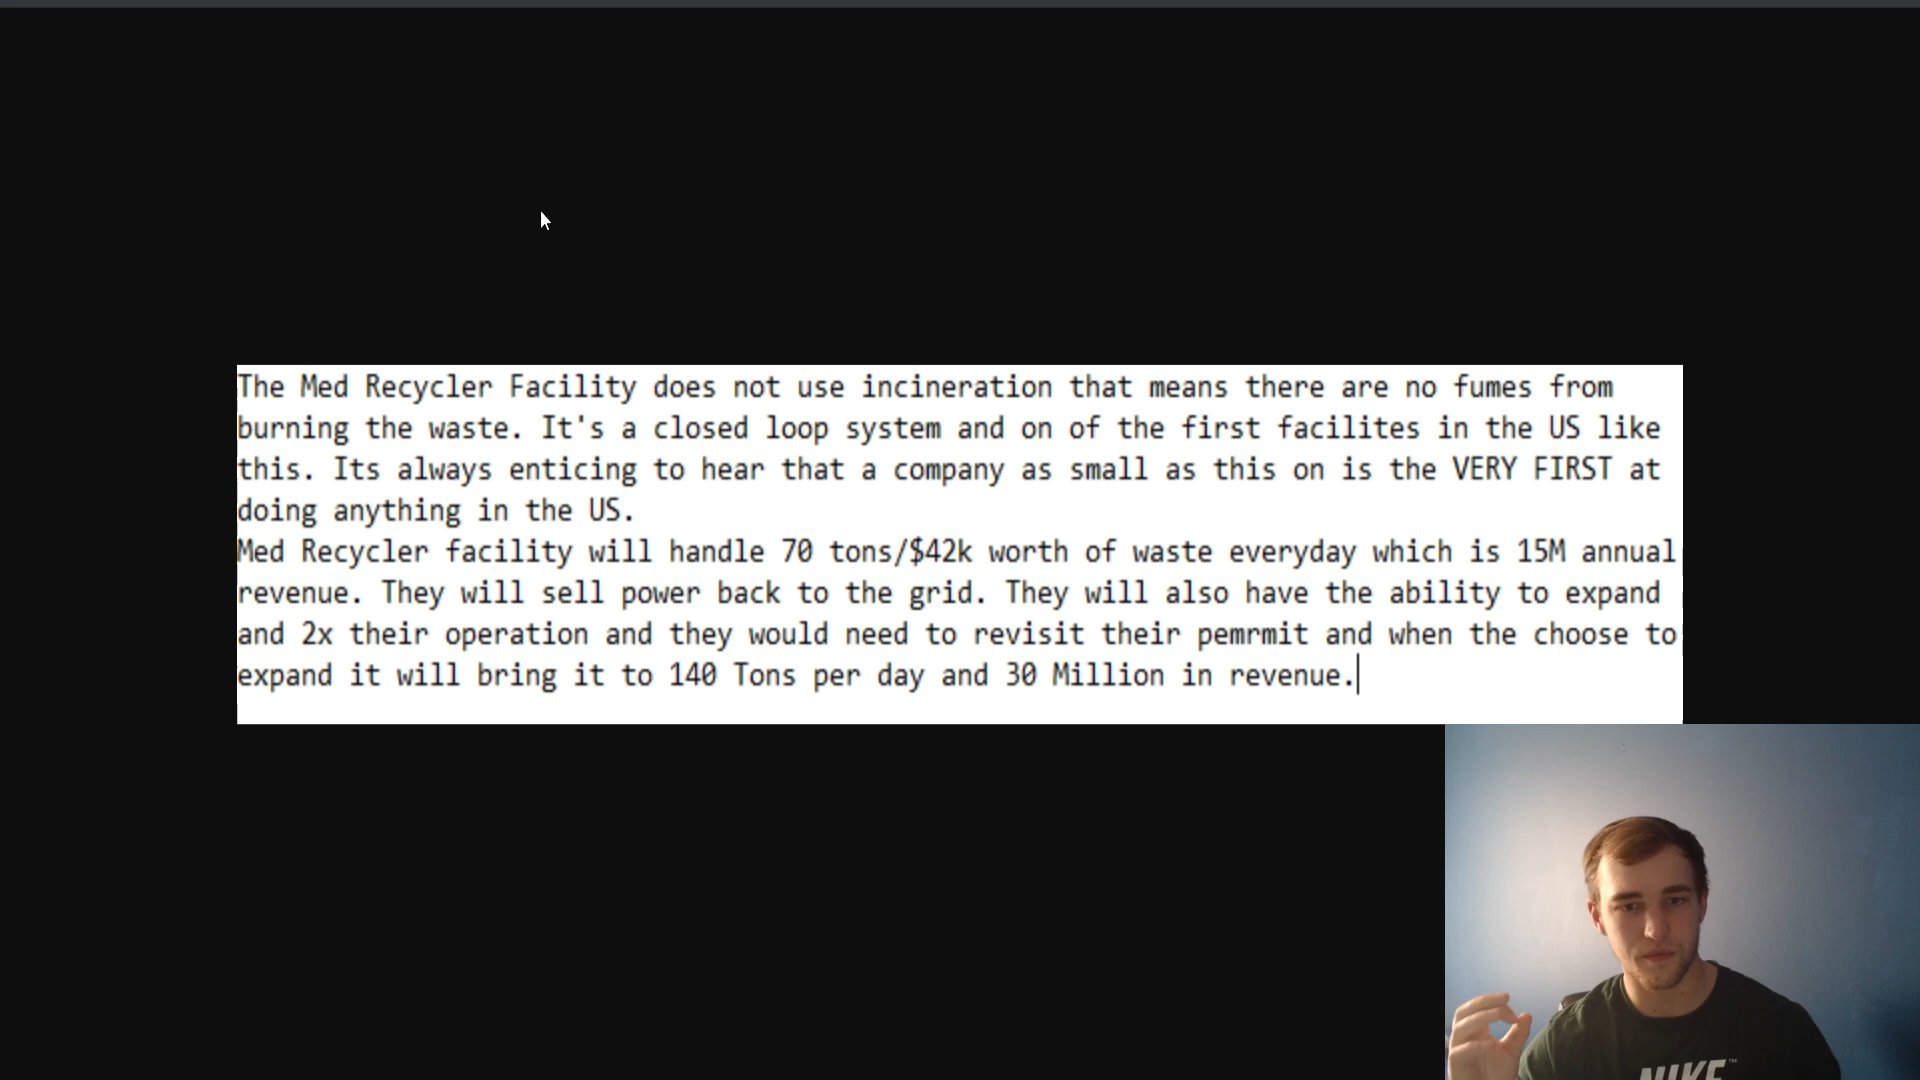 The Med Recycler Facility does not use incineration that means there are no fumes from
burning the waste. It's a closed loop system and on of the first facilites in the US like
this. Its always enticing to hear that a company as small as this on is the VERY FIRST at
doing anything in the US.
Med Recycler facility will handle 70 tons/$42k worth of waste everyday which is 15M annual
revenue. They will sell power back to the grid. They will also have the ability to expand
and 2x their operation and they would need to revisit their pemrmit and when the choose to
expand it will bring it to 140 Tons per day and 30 Million in revenue.
NIKE™